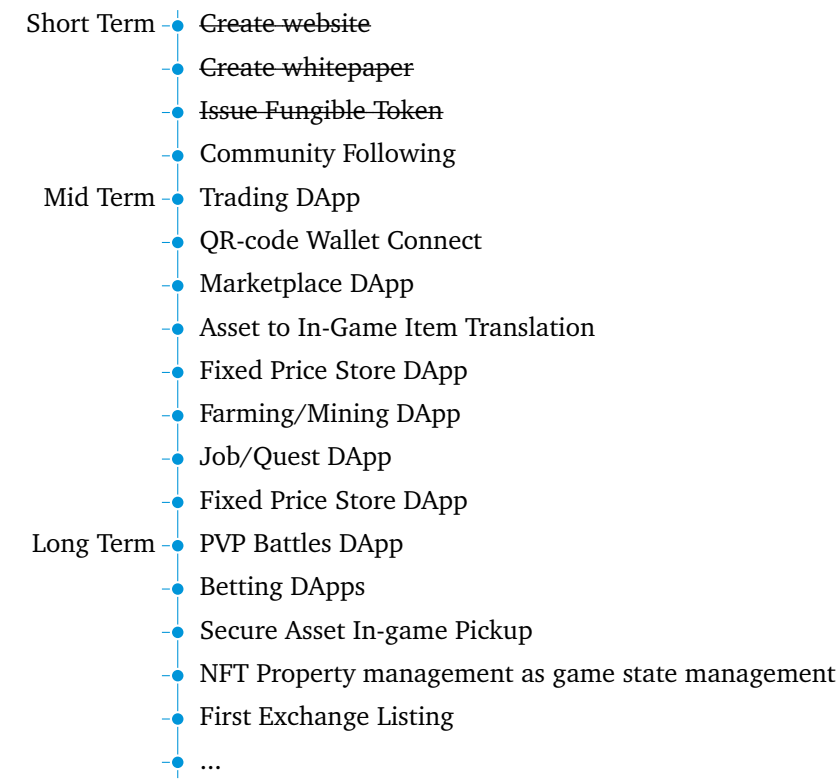 Short Term Create website
Create whitepaper
Issue Fungible Token
Community Following
Mid Term Trading DApp
QR-code Wallet Connect
Marketplace DApp
Asset to In-Game Item Translation
Fixed Price Store DApp
Farming/Mining DApp
Job/Quest DApp
Fixed Price Store DApp
Long Term PVP Battles DApp
Betting DApps
Secure Asset In-game Pickup
NFT Property management as game state management
First Exchange Listing
...